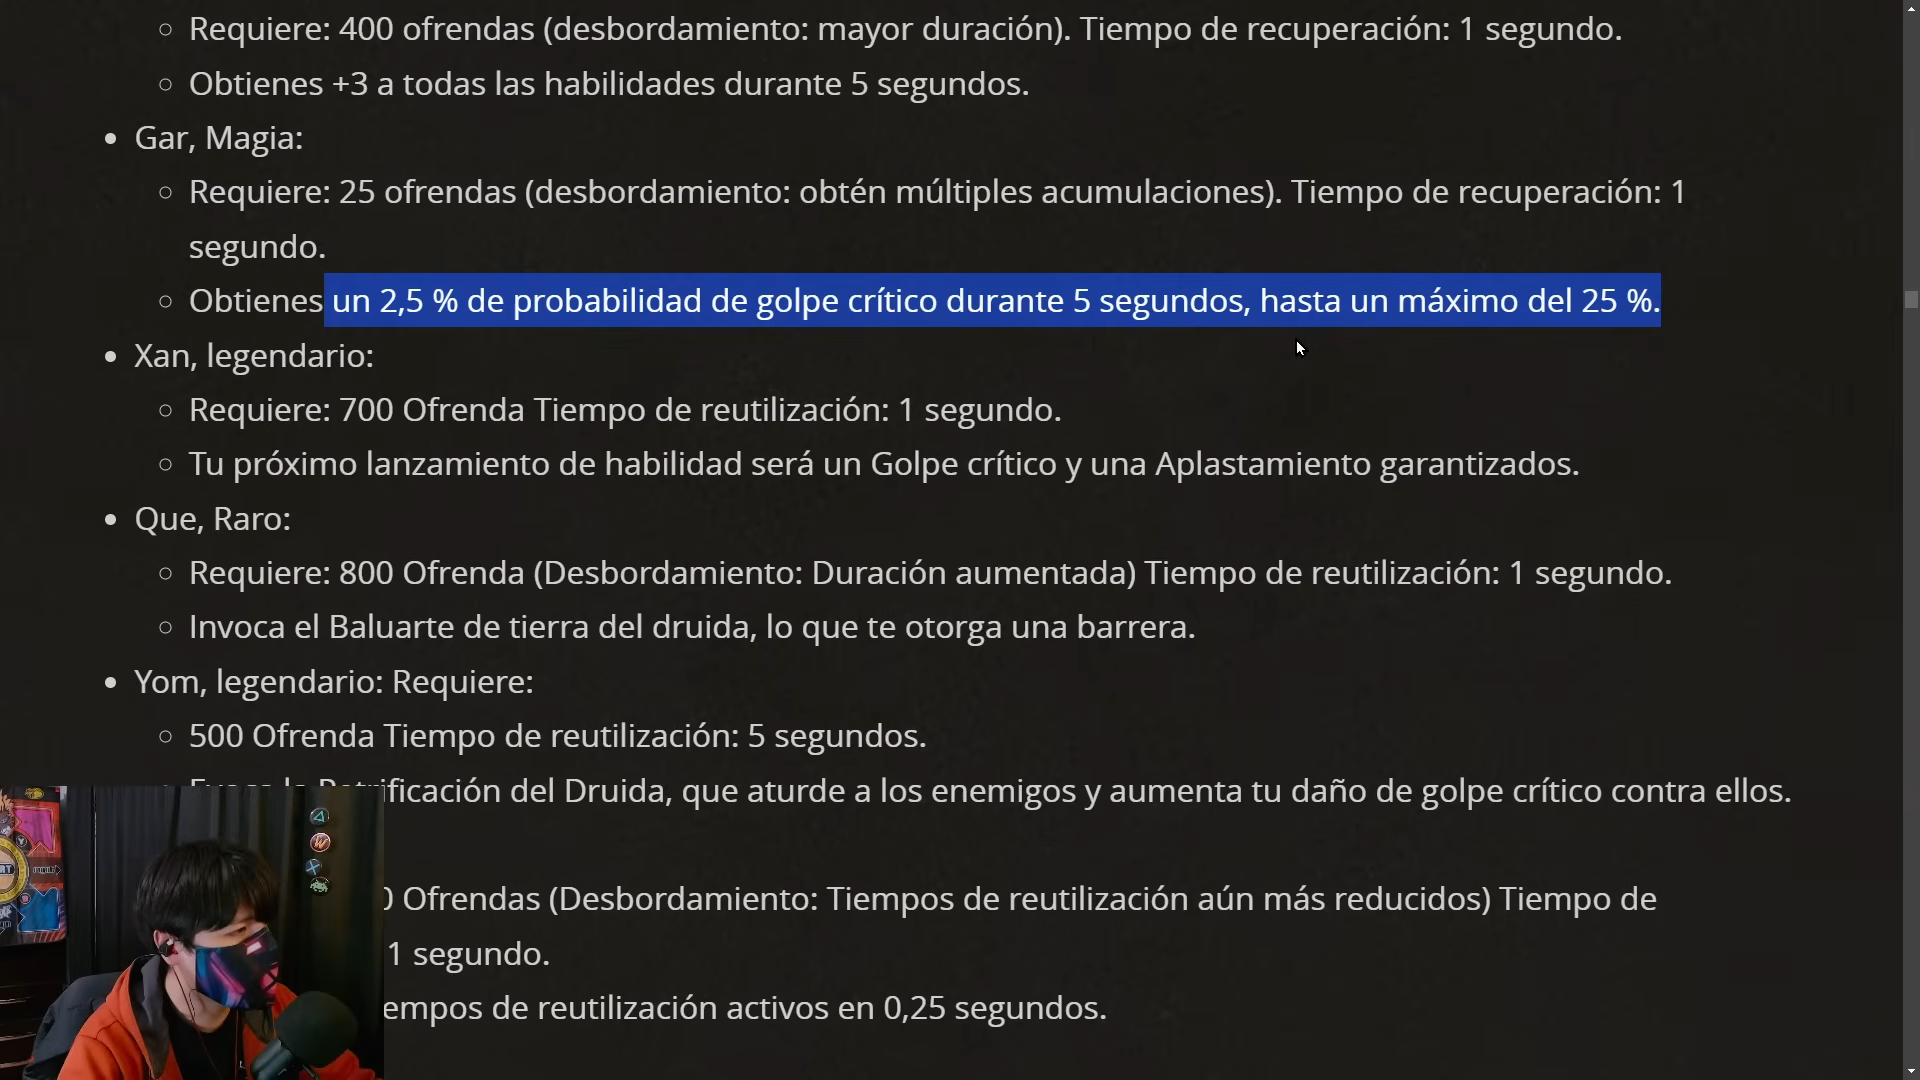 Requiere: 400 ofrendas (desbordamiento: mayor duración). Tiempo de recuperación: 1 segundo.
Obtienes +3 a todas las habilidades durante 5 segundos.
Gar, Magia:
Requiere: 25 ofrendas (desbordamiento: obtén múltiples acumulaciones). Tiempo de recuperación: 1
segundo.
Obtienes un 2,5 % de probabilidad de golpe crítico durante 5 segundos, hasta un máximo del 25 %.
Xan, legendario:
Requiere: 700 Ofrenda Tiempo de reutilización: 1 segundo.
Tu próximo lanzamiento de habilidad será un Golpe crítico y una Aplastamiento garantizados.
Que, Raro:
Requiere: 800 Ofrenda (Desbordamiento: Duración aumentada) Tiempo de reutilización: 1 segundo.
Invoca el Baluarte de tierra del druida, lo que te otorga una barrera.
Yom, legendario: Requiere:
500 Ofrenda Tiempo de reutilización: 5 segundos.
la Petrificación del Druida, que aturde a los enemigos y aumenta tu daño de golpe crítico contra ellos.
0 Ofrendas (Desbordamiento: Tiempos de reutilización aún más reducidos) Tiempo de
1 segundo.
empos de reutilización activos en 0,25 segundos.